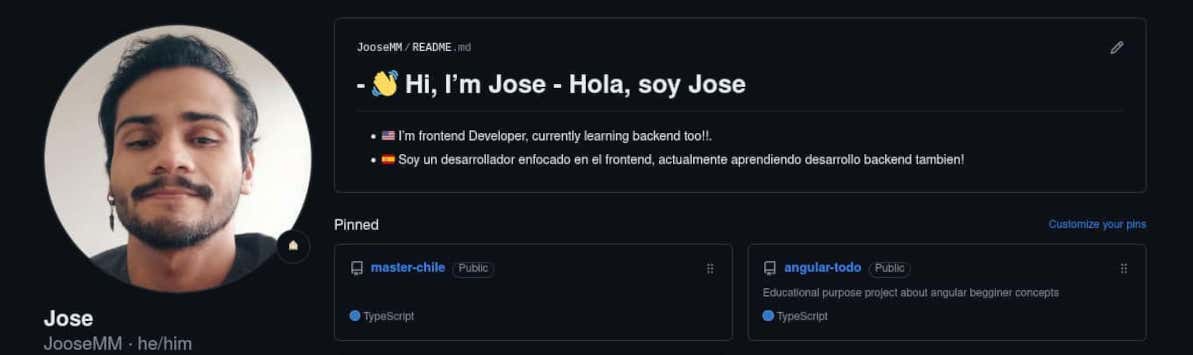 JooseMM/README.md
- 👋 Hi, I'm Jose - Hola, soy Jose
• 🇺🇸 I'm frontend Developer, currently learning backend too!!.
• 🇪🇸 Soy un desarrollador enfocado en el frontend, actualmente aprendiendo desarrollo backend tambien!
Pinned
Customize your pins
master-chile Public
TypeScript
angular-todo Public
Educational purpose project about angular begginer concepts
TypeScript
Jose
JooseMM · he/him